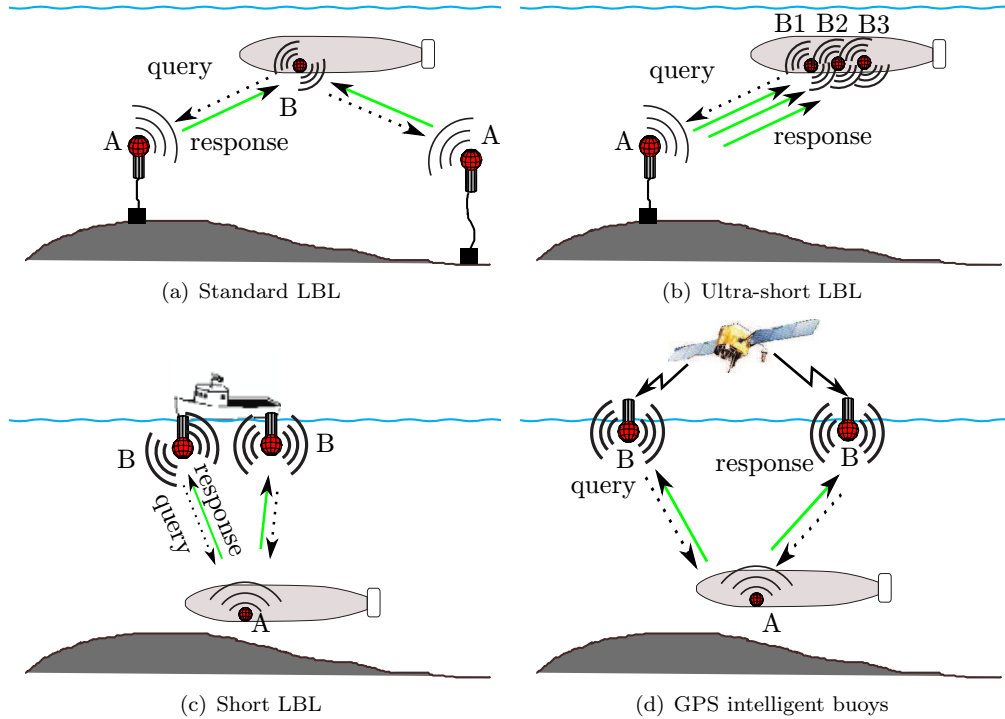 query
B
A
response
A
(a) Standard LBL
B1 B2 B3
query
A
response
(b) Ultra-short LBL
B
B
query
response
A
(c) Short LBL
B
query
response
B
A
(d) GPS intelligent buoys